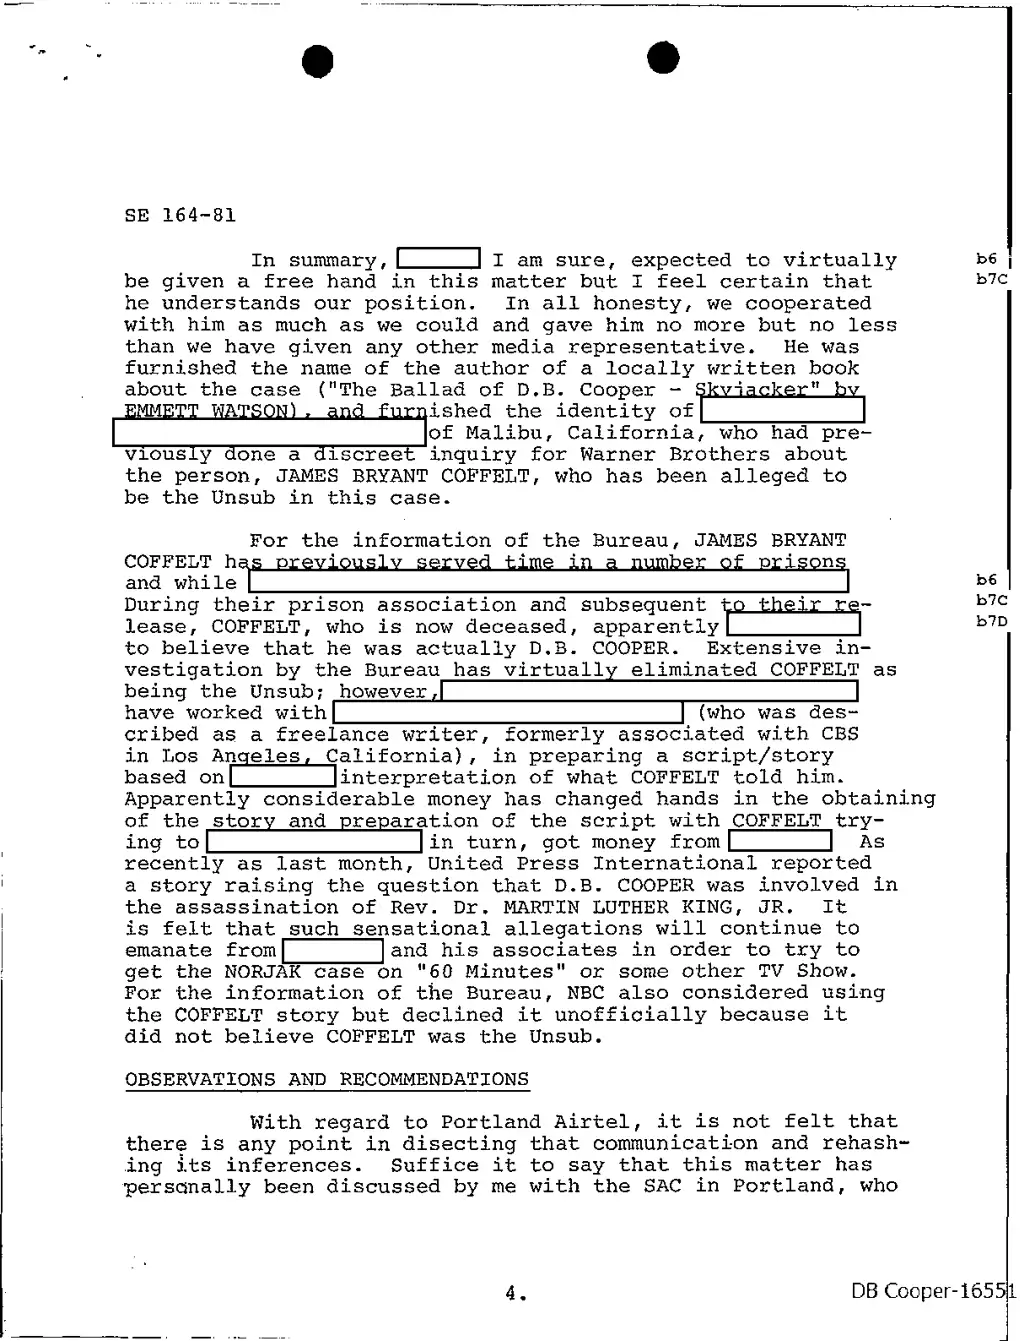 SE 164-81
In summary, I am sure, expected to virtually b6
be given a free hand in this matter but I feel certain that b7C
he understands our position. In all honesty, we cooperated
with him as much as we could and gave him no more but no less
than we have given any other media representative. He was
furnished the name of the author of a locally written book
about the case ("The Ballad of D.B. Cooper - Skyjacker" by
EMMETT WATSON), and furnished the identity of
of Malibu, California, who had pre-
viously done a discreet inquiry for Warner Brothers about
the person, JAMES BRYANT COFFELT, who has been alleged to
be the Unsub in this case.
For the information of the Bureau, JAMES BRYANT
COFFELT has previously served time in a number of prisons
and while b6
During their prison association and subsequent to their re- b7C
lease, COFFELT, who is now deceased, apparently b7D
to believe that he was actually D.B. COOPER. Extensive in-
vestigation by the Bureau has virtually eliminated COFFELT as
being the Unsub; however,
have worked with (who was des-
cribed as a freelance writer, formerly associated with CBS
in Los Angeles, California), in preparing a script/story
based on interpretation of what COFFELT told him.
Apparently considerable money has changed hands in the obtaining
of the story and preparation of the script with COFFELT try-
ing to in turn, got money from As
recently as last month, United Press International reported
a story raising the question that D.B. COOPER was involved in
the assassination of Rev. Dr. MARTIN LUTHER KING, JR. It
is felt that such sensational allegations will continue to
emanate from and his associates in order to try to
get the NORJAK case on "60 Minutes" or some other TV Show.
For the information of the Bureau, NBC also considered using
the COFFELT story but declined it unofficially because it
did not believe COFFELT was the Unsub.
OBSERVATIONS AND RECOMMENDATIONS
With regard to Portland Airtel, it is not felt that
there is any point in disecting that communication and rehash-
ing its inferences. Suffice it to say that this matter has
personally been discussed by me with the SAC in Portland, who
4.
DB Cooper-16551